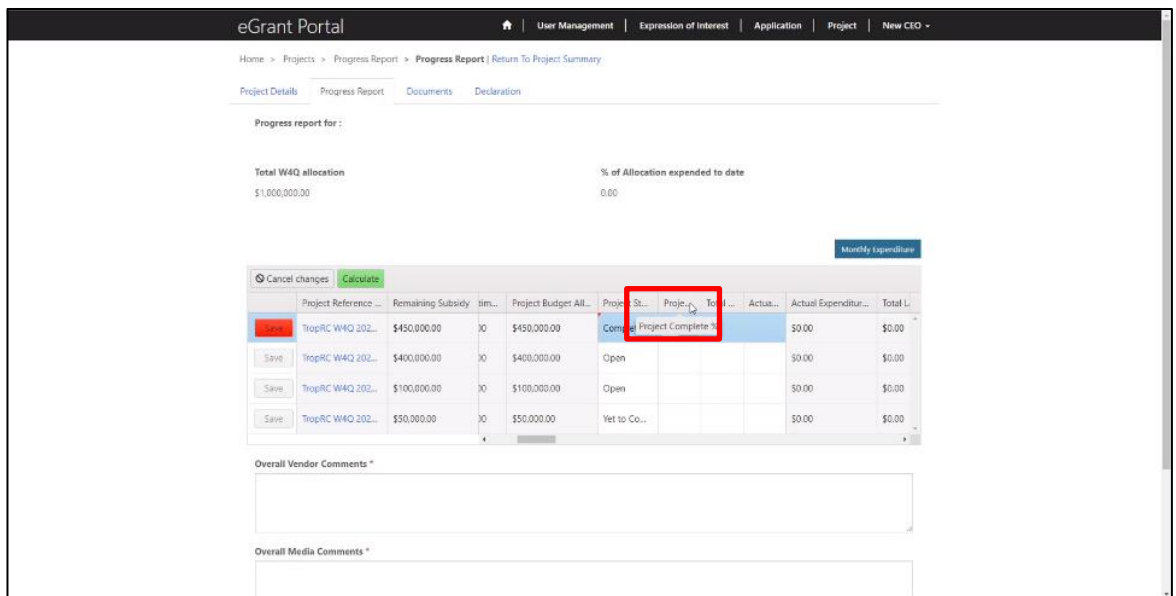 eGrant Portal | User Management | Expression of Interest | Application | Project | New CEO
Home > Projects > Progress Report > Progress Report | Return To Project Summary
Project Details Progress Report Documents Declaration
Progress report for :
Total W4Q allocation % of Allocation expended to date
$1,000,000.00 0.00
Monthly Expenditure
Cancel changes Calculate
Project Reference ... Remaining Subsidy tim... Project Budget All... Project St... Proje... Total ... Actua... Actual Expenditur... Total
Save TropRC W4Q 202... $450,000.00 00 $450,000.00 Project Complete % $0.00 $0.00
Save TropRC W4Q 202... $400,000.00 00 $400,000.00 Open $0.00 $0.00
Save TropRC W4Q 202... $100,000.00 00 $100,000.00 Open $0.00 $0.00
Save TropRC W4Q 202... $50,000.00 00 $50,000.00 Yet to Co... $0.00 $0.00
Overall Vendor Comments *
Overall Media Comments *